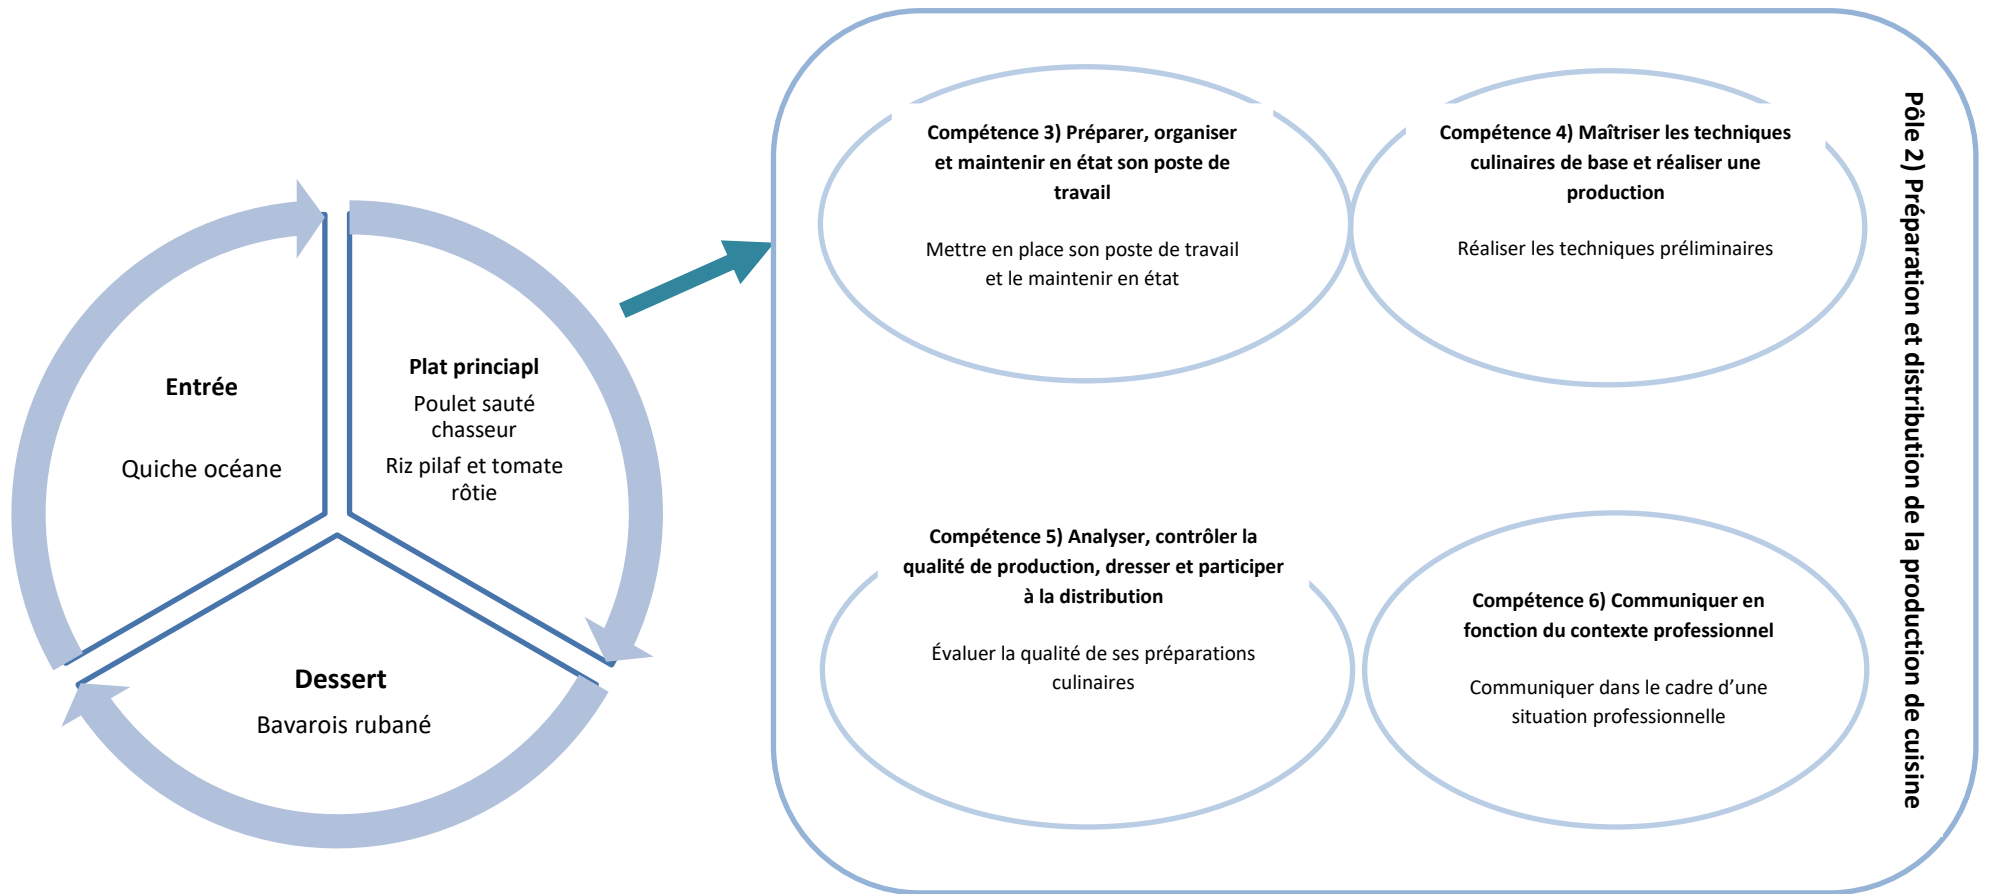 Entrée
Quiche océane
Plat princiapl
Poulet sauté
chasseur
Riz pilaf et tomate
rôtie
Dessert
Bavarois rubané
Compétence 3) Préparer, organiser
et maintenir en état son poste de
travail
Mettre en place son poste de travail
et le maintenir en état
Compétence 4) Maîtriser les techniques
culinaires de base et réaliser une
production
Réaliser les techniques préliminaires
Compétence 5) Analyser, contrôler la
qualité de production, dresser et participer
à la distribution
Évaluer la qualité de ses préparations
culinaires
Compétence 6) Communiquer en
fonction du contexte professionnel
Communiquer dans le cadre d’une
situation professionnelle
Pôle 2) Préparation et distribution de la production de cuisine